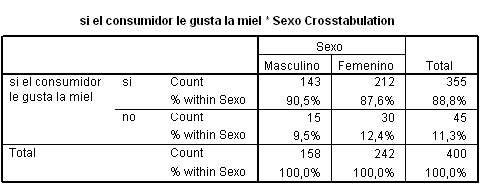 si el consumidor le gusta la miel * Sexo Crosstabulation
Sexo
Masculino Femenino Total
si el consumidor si Count 143 212 355
le gusta la miel % within Sexo 90,5% 87,6% 88,8%
no Count 15 30 45
% within Sexo 9,5% 12,4% 11,3%
Total Count 158 242 400
% within Sexo 100,0% 100,0% 100,0%